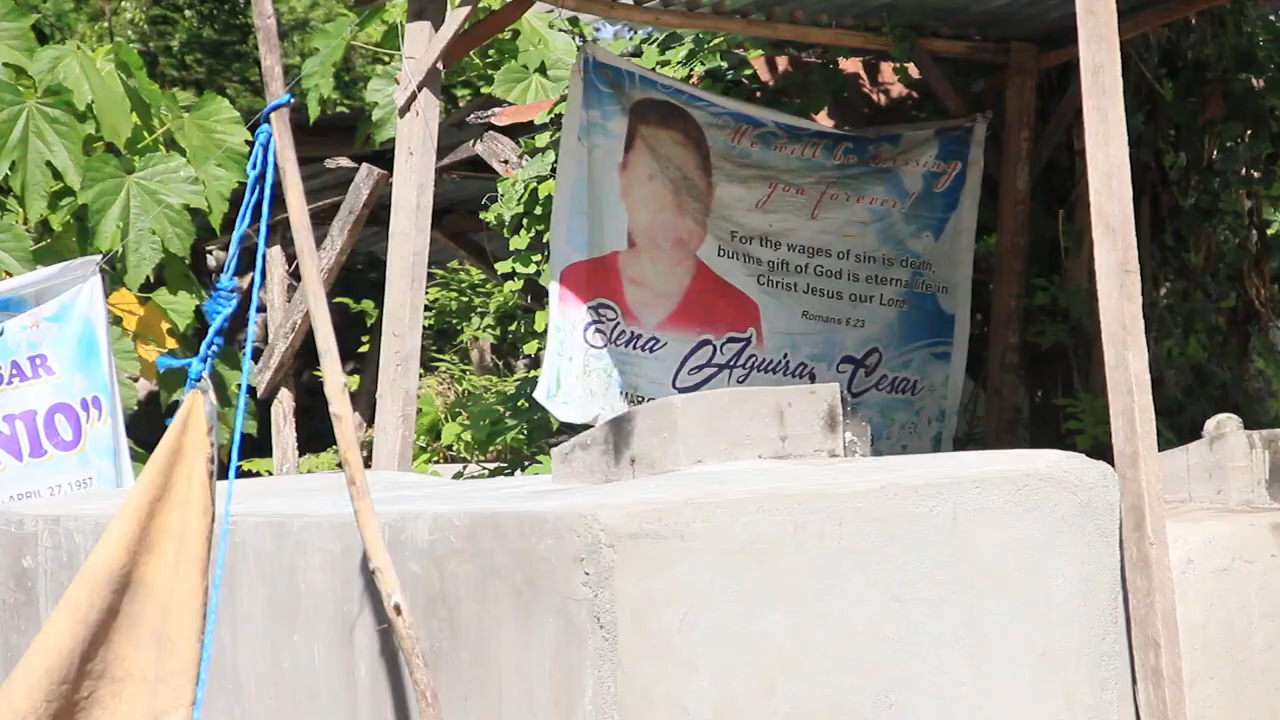 We will be missing
you forever!
For the wages of sin is death,
but the gift of God is eternal life in
Christ Jesus our Lord.
Romans 6:23
Elena Aguira, Cesar
SAR
NIO”
APRIL 27, 1957